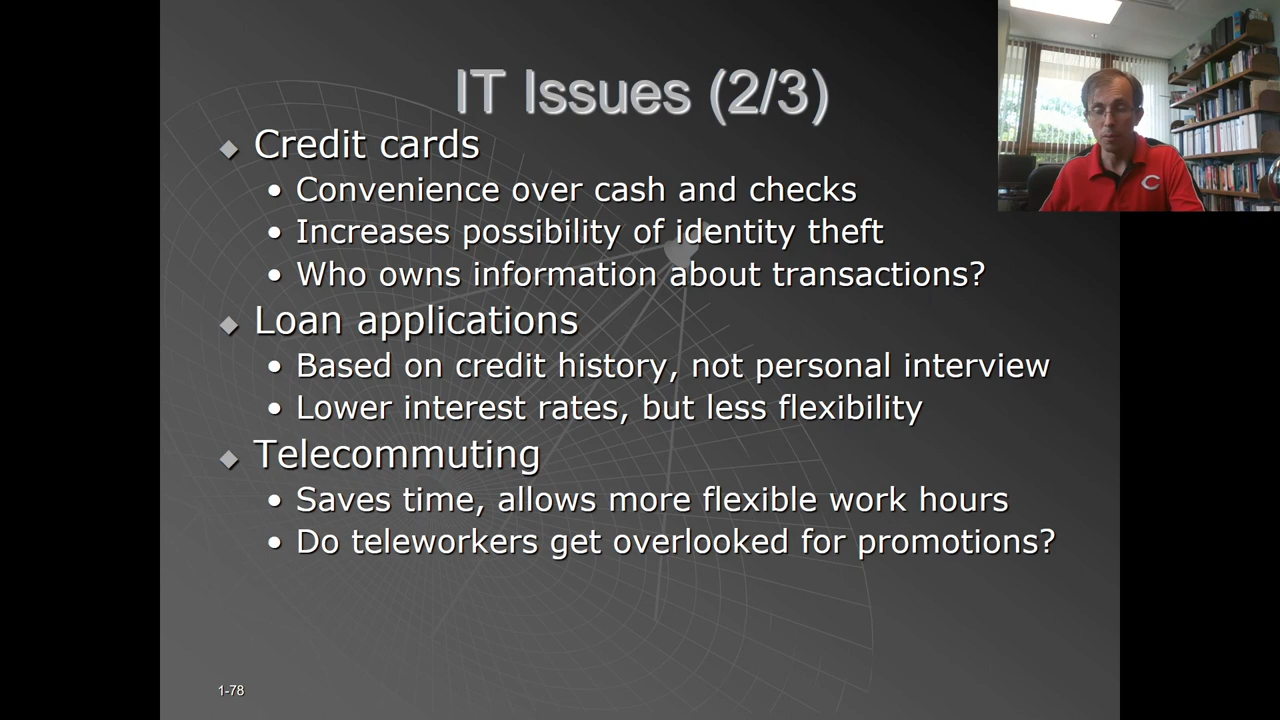 IT Issues (2/3)
◆ Credit cards
• Convenience over cash and checks
• Increases possibility of identity theft
• Who owns information about transactions?
◆ Loan applications
• Based on credit history, not personal interview
• Lower interest rates, but less flexibility
◆ Telecommuting
• Saves time, allows more flexible work hours
• Do teleworkers get overlooked for promotions?
1-78
C